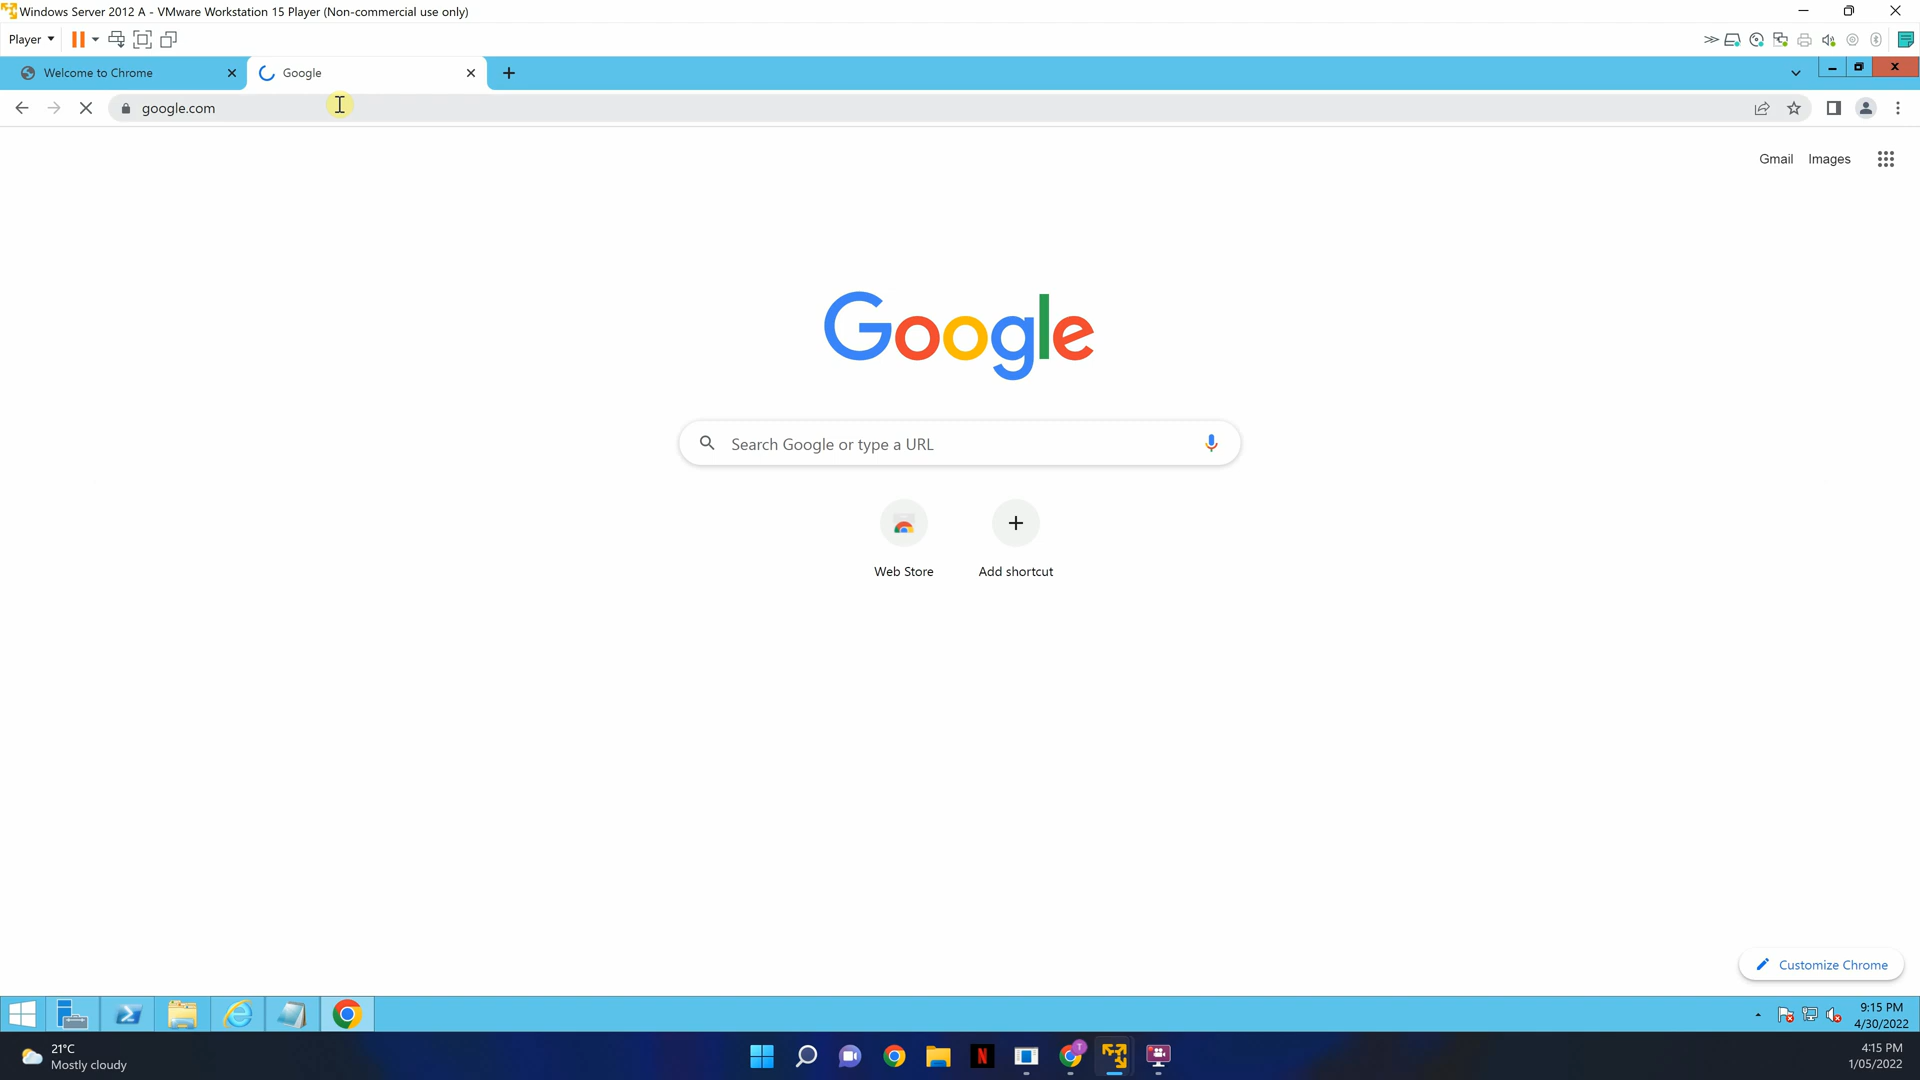 Windows Server 2012 A - VMware Workstation 15 Player (Non-commercial use only)
Player
Welcome to Chrome
Google
google.com
Gmail Images
Google
Search Google or type a URL
Web Store
Add shortcut
Customize Chrome
9:15 PM
4/30/2022
21°C
Mostly cloudy
N
T
4:15 PM
1/05/2022